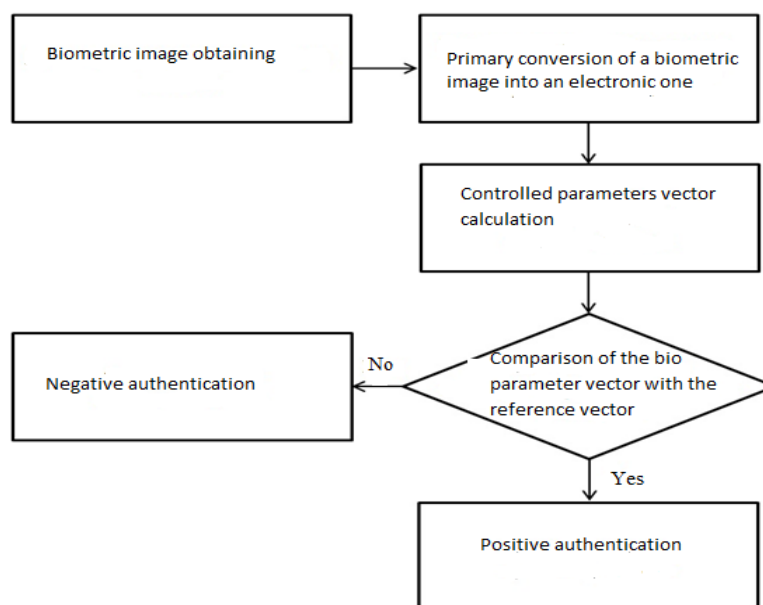 Biometric image obtaining
Primary conversion of a biometric
image into an electronic one
Controlled parameters vector
calculation
Comparison of the bio
parameter vector with the
reference vector
No
Negative authentication
Yes
Positive authentication